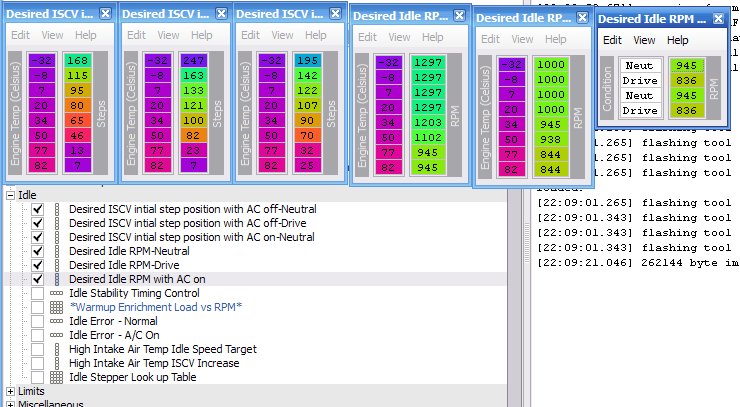 Desired ISCV i...
Edit View Help
Engine Temp (Celsius)
-32 168
-8 115
7 95
20 80
34 65
50 46
77 13
82 7
Steps
Desired ISCV i...
Edit View Help
Engine Temp (Celsius)
-32 247
-8 163
7 133
20 121
34 100
50 82
77 23
82 7
Steps
Desired ISCV i...
Edit View Help
Engine Temp (Celsius)
-32 195
-8 142
7 122
20 107
34 90
50 70
77 32
82 25
Steps
Desired Idle RP...
Edit View Help
Engine Temp (Celsius)
-32 1297
-8 1297
7 1297
20 1297
34 1203
50 1102
77 945
82 945
RPM
Desired Idle RP...
Edit View Help
Engine Temp (Celsius)
-32 1000
-8 1000
7 1000
20 1000
34 945
50 938
77 844
82 844
RPM
Desired Idle RPM ...
Edit View Help
Condition
Neut 945
Drive 836
Neut 945
Drive 836
RPM
Idle
Desired ISCV intial step position with AC off-Neutral
Desired ISCV intial step position with AC off-Drive
Desired ISCV intial step position with AC on-Neutral
Desired Idle RPM-Neutral
Desired Idle RPM-Drive
Desired Idle RPM with AC on
Idle Stability Timing Control
*Warmup Enrichment Load vs RPM*
Idle Error - Normal
Idle Error - A/C On
High Intake Air Temp Idle Speed Target
High Intake Air Temp ISCV Increase
Idle Stepper Look up Table
Limits
Miscellaneous
.265] flashing tool
.265] flashing tool
.265] flashing tool
loaded.
[22:09:01.265] flashing tool
[22:09:01.343] flashing tool
[22:09:01.343] flashing tool
[22:09:01.343] flashing tool
[22:09:21.046] 262144 byte im